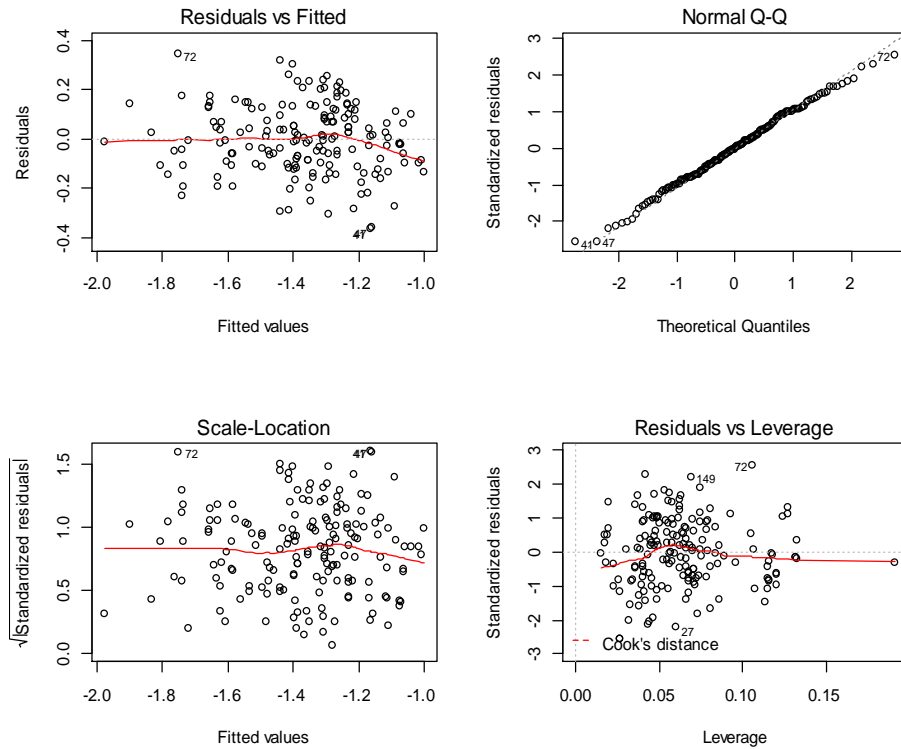 Residuals vs Fitted
Residuals
0.4
0.2
0.0
-0.2
-0.4
72
47
-2.0 -1.8 -1.6 -1.4 -1.2 -1.0
Fitted values
Normal Q-Q
Standardized residuals
3
2
1
0
-1
-2
72
41 47
-2 -1 0 1 2
Theoretical Quantiles
Scale-Location
√|Standardized residuals|
1.5
1.0
0.5
0.0
72
47
-2.0 -1.8 -1.6 -1.4 -1.2 -1.0
Fitted values
Residuals vs Leverage
Standardized residuals
3
2
1
0
-1
-2
-3
72
149
27
Cook's distance
0.00 0.05 0.10 0.15
Leverage